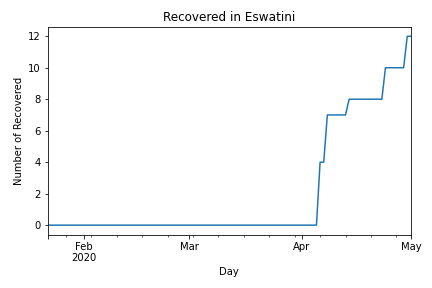 Recovered in Eswatini
12
10
8
6
4
2
0
Number of Recovered
Feb
2020
Mar
Apr
May
Day